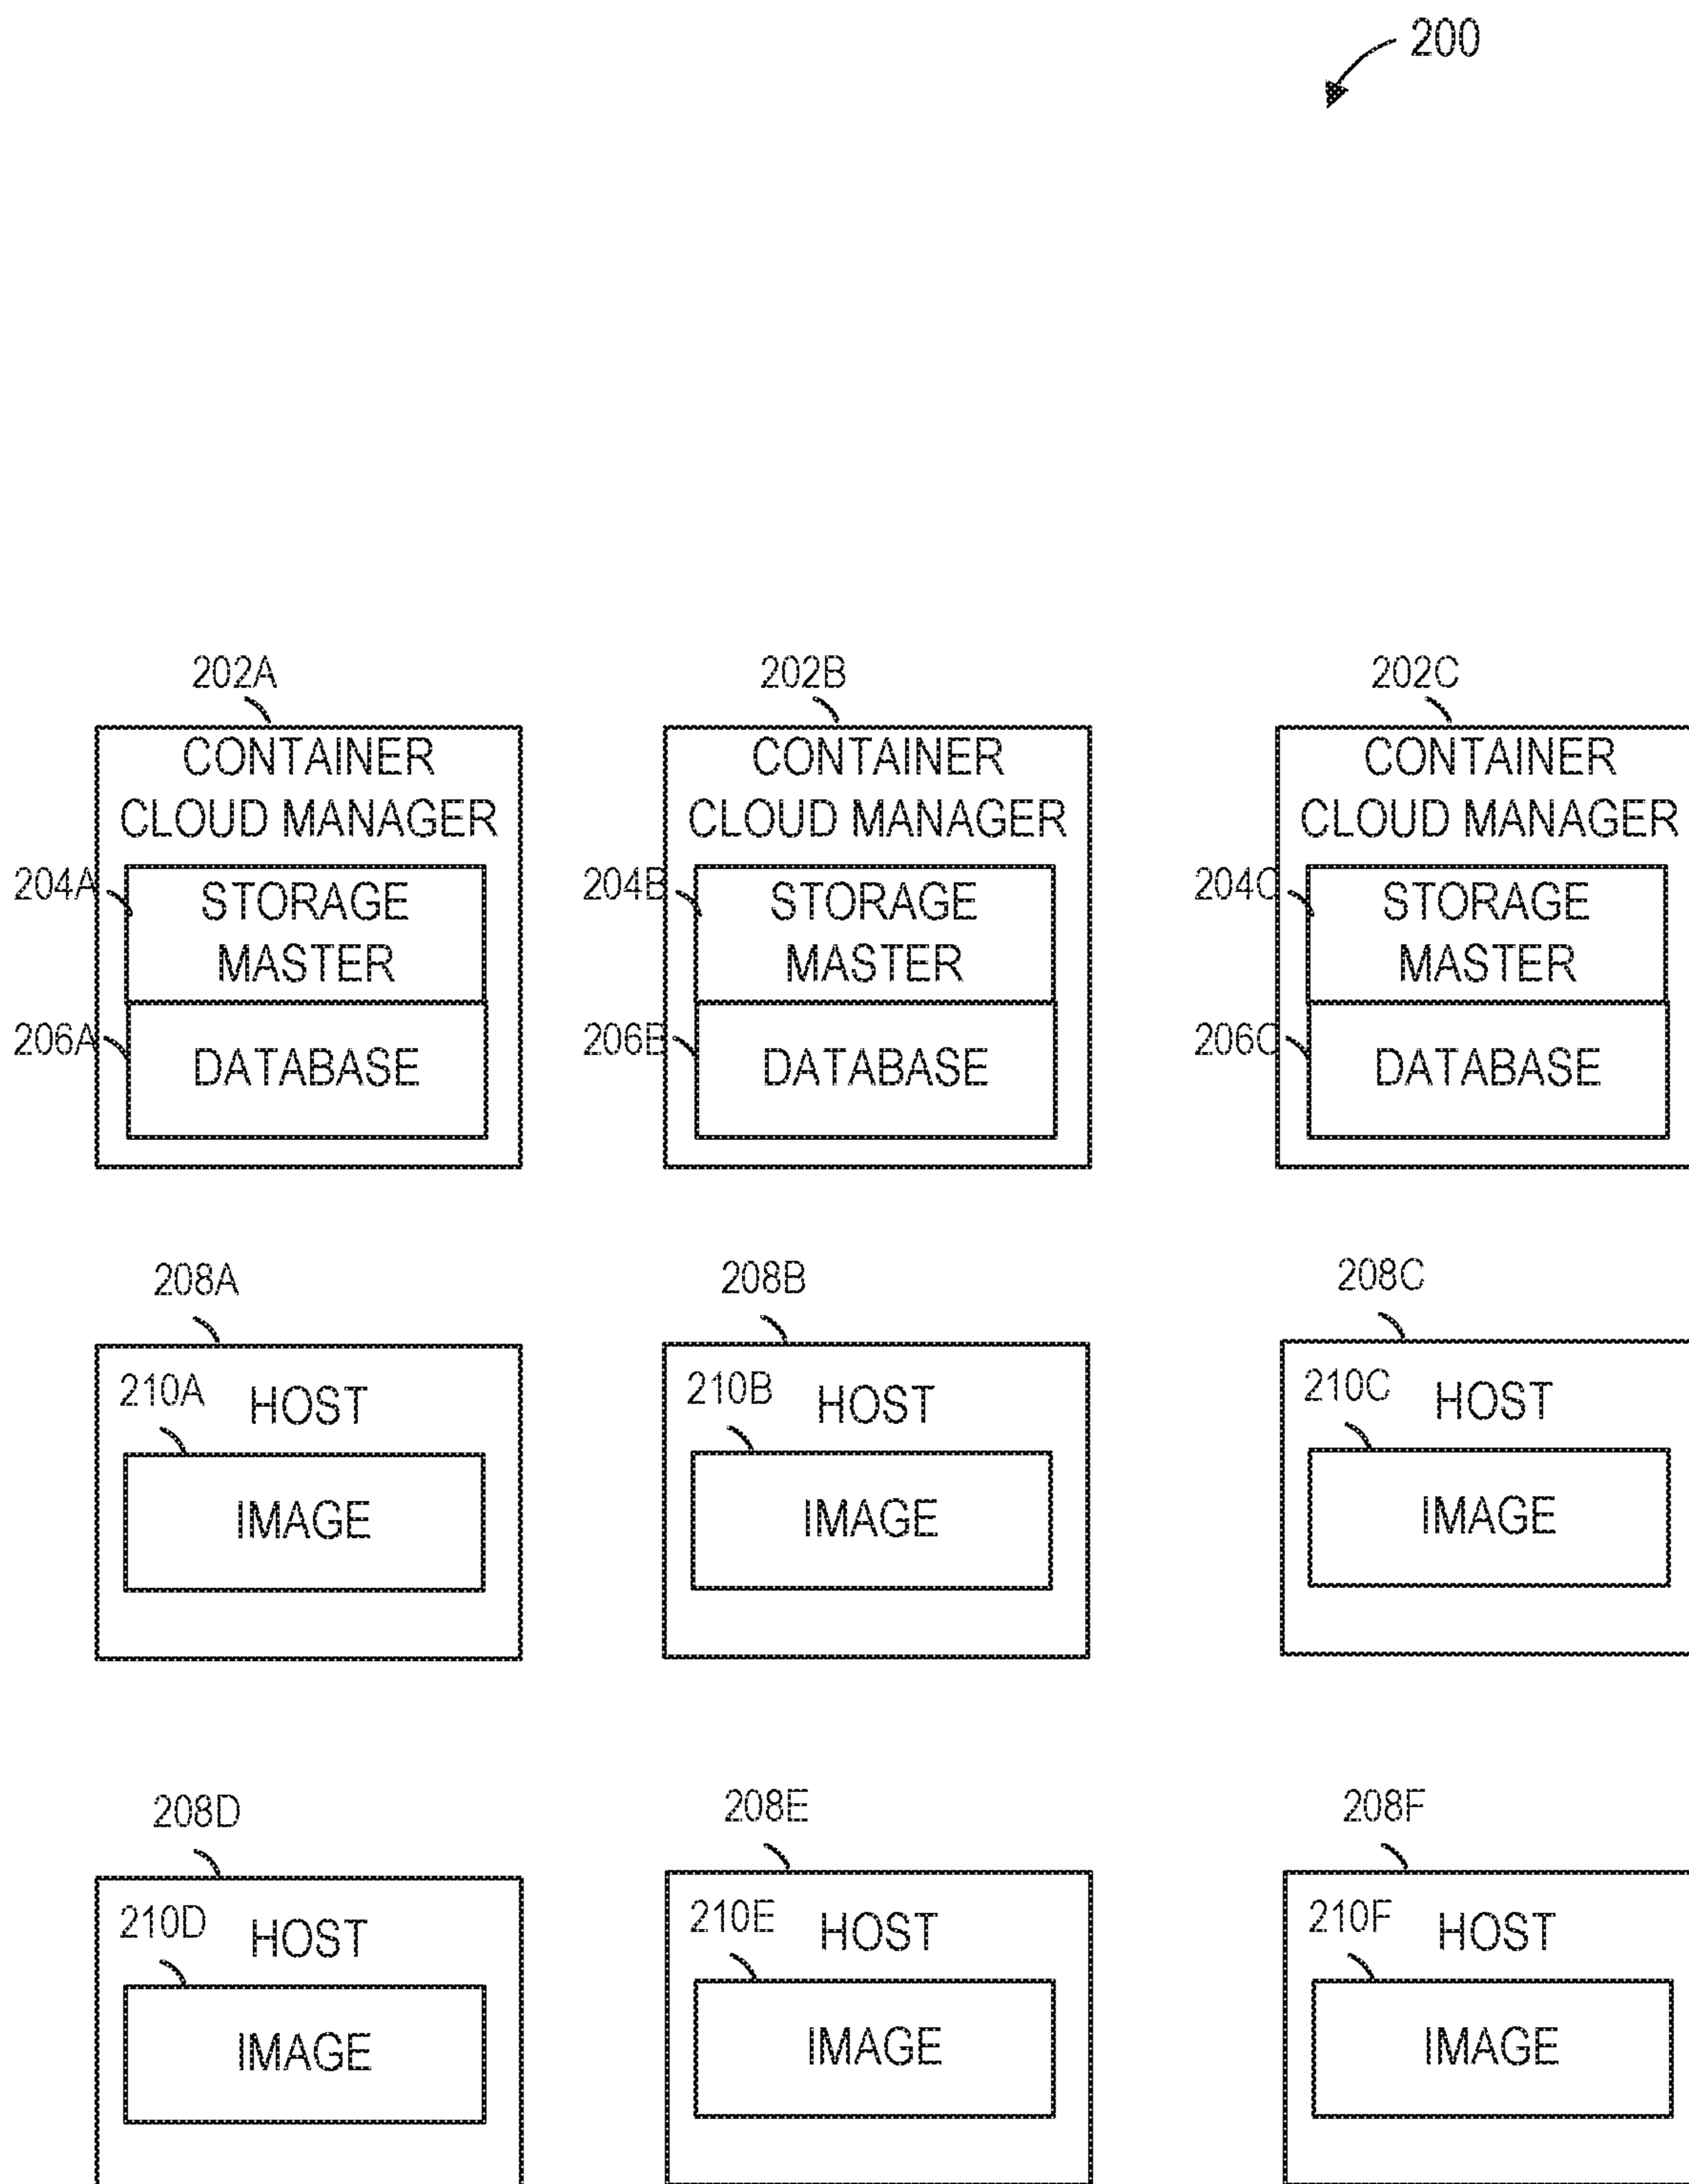 200
202A
202B
202C
CONTAINER
CLOUD MANAGER
CONTAINER
CLOUD MANAGER
CONTAINER
CLOUD MANAGER
204A
STORAGE
MASTER
204B
STORAGE
MASTER
204C
STORAGE
MASTER
206A
DATABASE
206B
DATABASE
206C
DATABASE
208A
208B
208C
210A
HOST
IMAGE
210B
HOST
IMAGE
210C
HOST
IMAGE
208D
208E
208F
210D
HOST
IMAGE
210E
HOST
IMAGE
210F
HOST
IMAGE